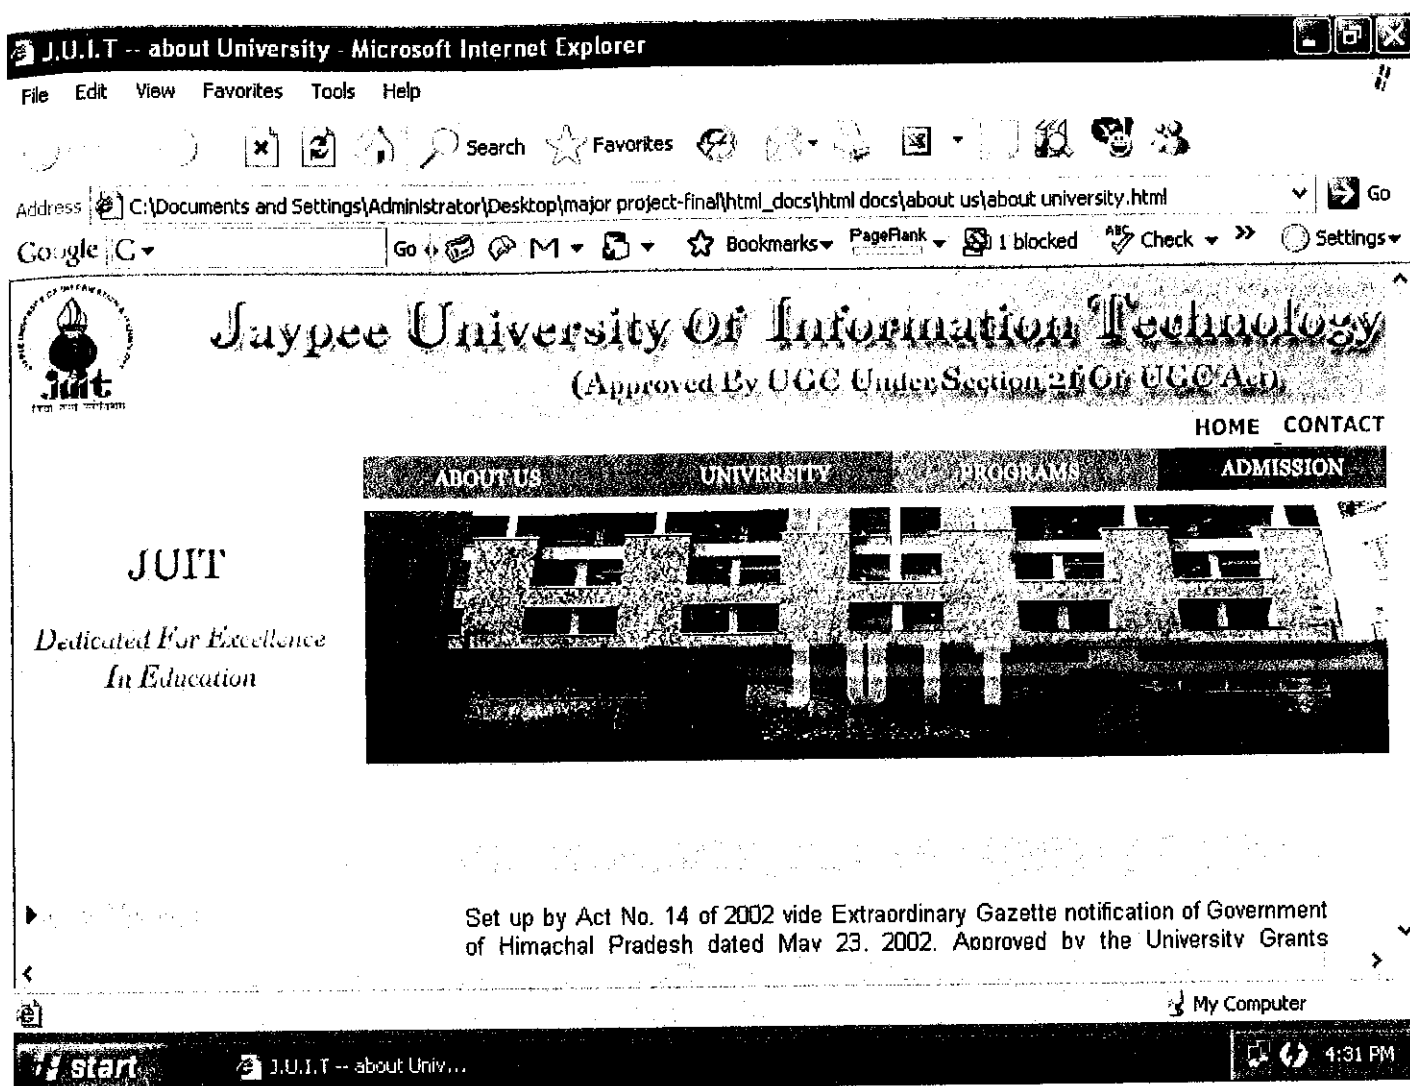 J.U.I.T -- about University - Microsoft Internet Explorer
File Edit View Favorites Tools Help
Search Favorites
Address C:\Documents and Settings\Administrator\Desktop\major project-final\html_docs\html docs\about us\about university.html Go
Google G Go M Bookmarks PageRank 1 blocked ABC Check >> Settings
Jaypee University Of Information Technology
(Approved By UGC Under Section 2f Of UGC Act)
juit
HOME CONTACT
ABOUT US UNIVERSITY PROGRAMS ADMISSION
JUIT
Dedicated For Excellence
In Education
Set up by Act No. 14 of 2002 vide Extraordinary Gazette notification of Government
of Himachal Pradesh dated May 23, 2002. Approved by the University Grants
My Computer
start J.U.I.T -- about Univ... 4:31 PM